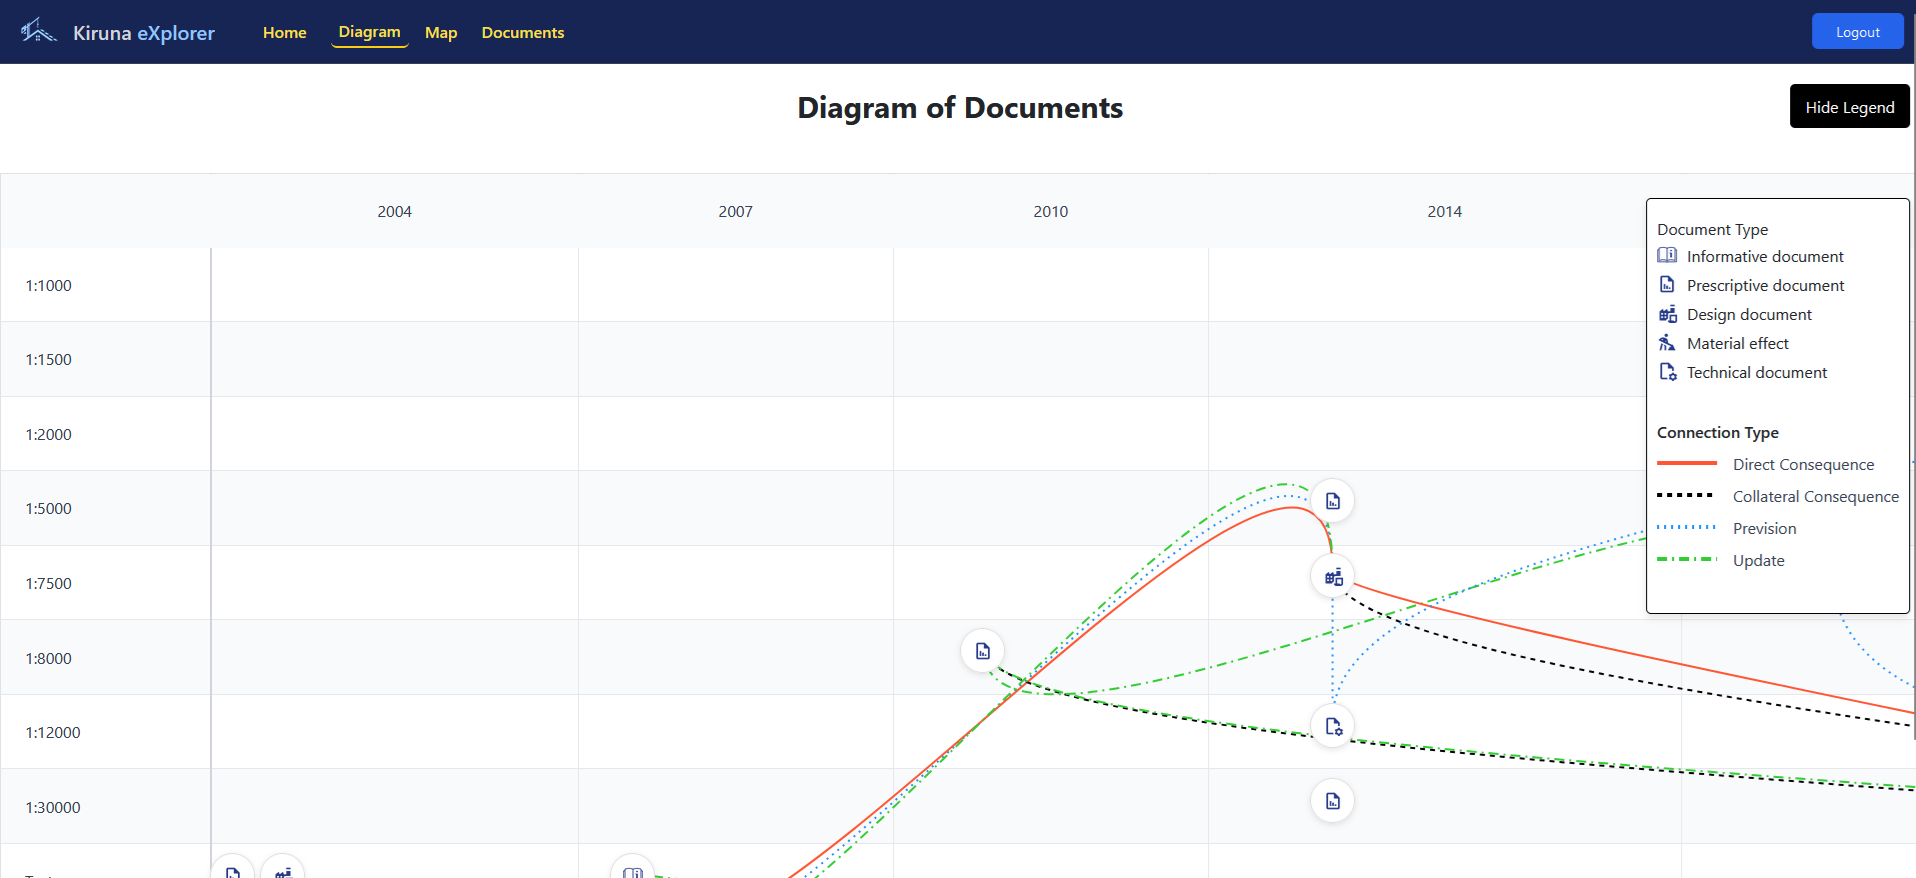 Kiruna eXplorer
Home
Diagram
Map
Documents
Logout
Diagram of Documents
Hide Legend
2004
2007
2010
2014
1:1000
1:1500
1:2000
1:5000
1:7500
1:8000
1:12000
1:30000
Document Type
Informative document
Prescriptive document
Design document
Material effect
Technical document
Connection Type
Direct Consequence
Collateral Consequence
Prevision
Update